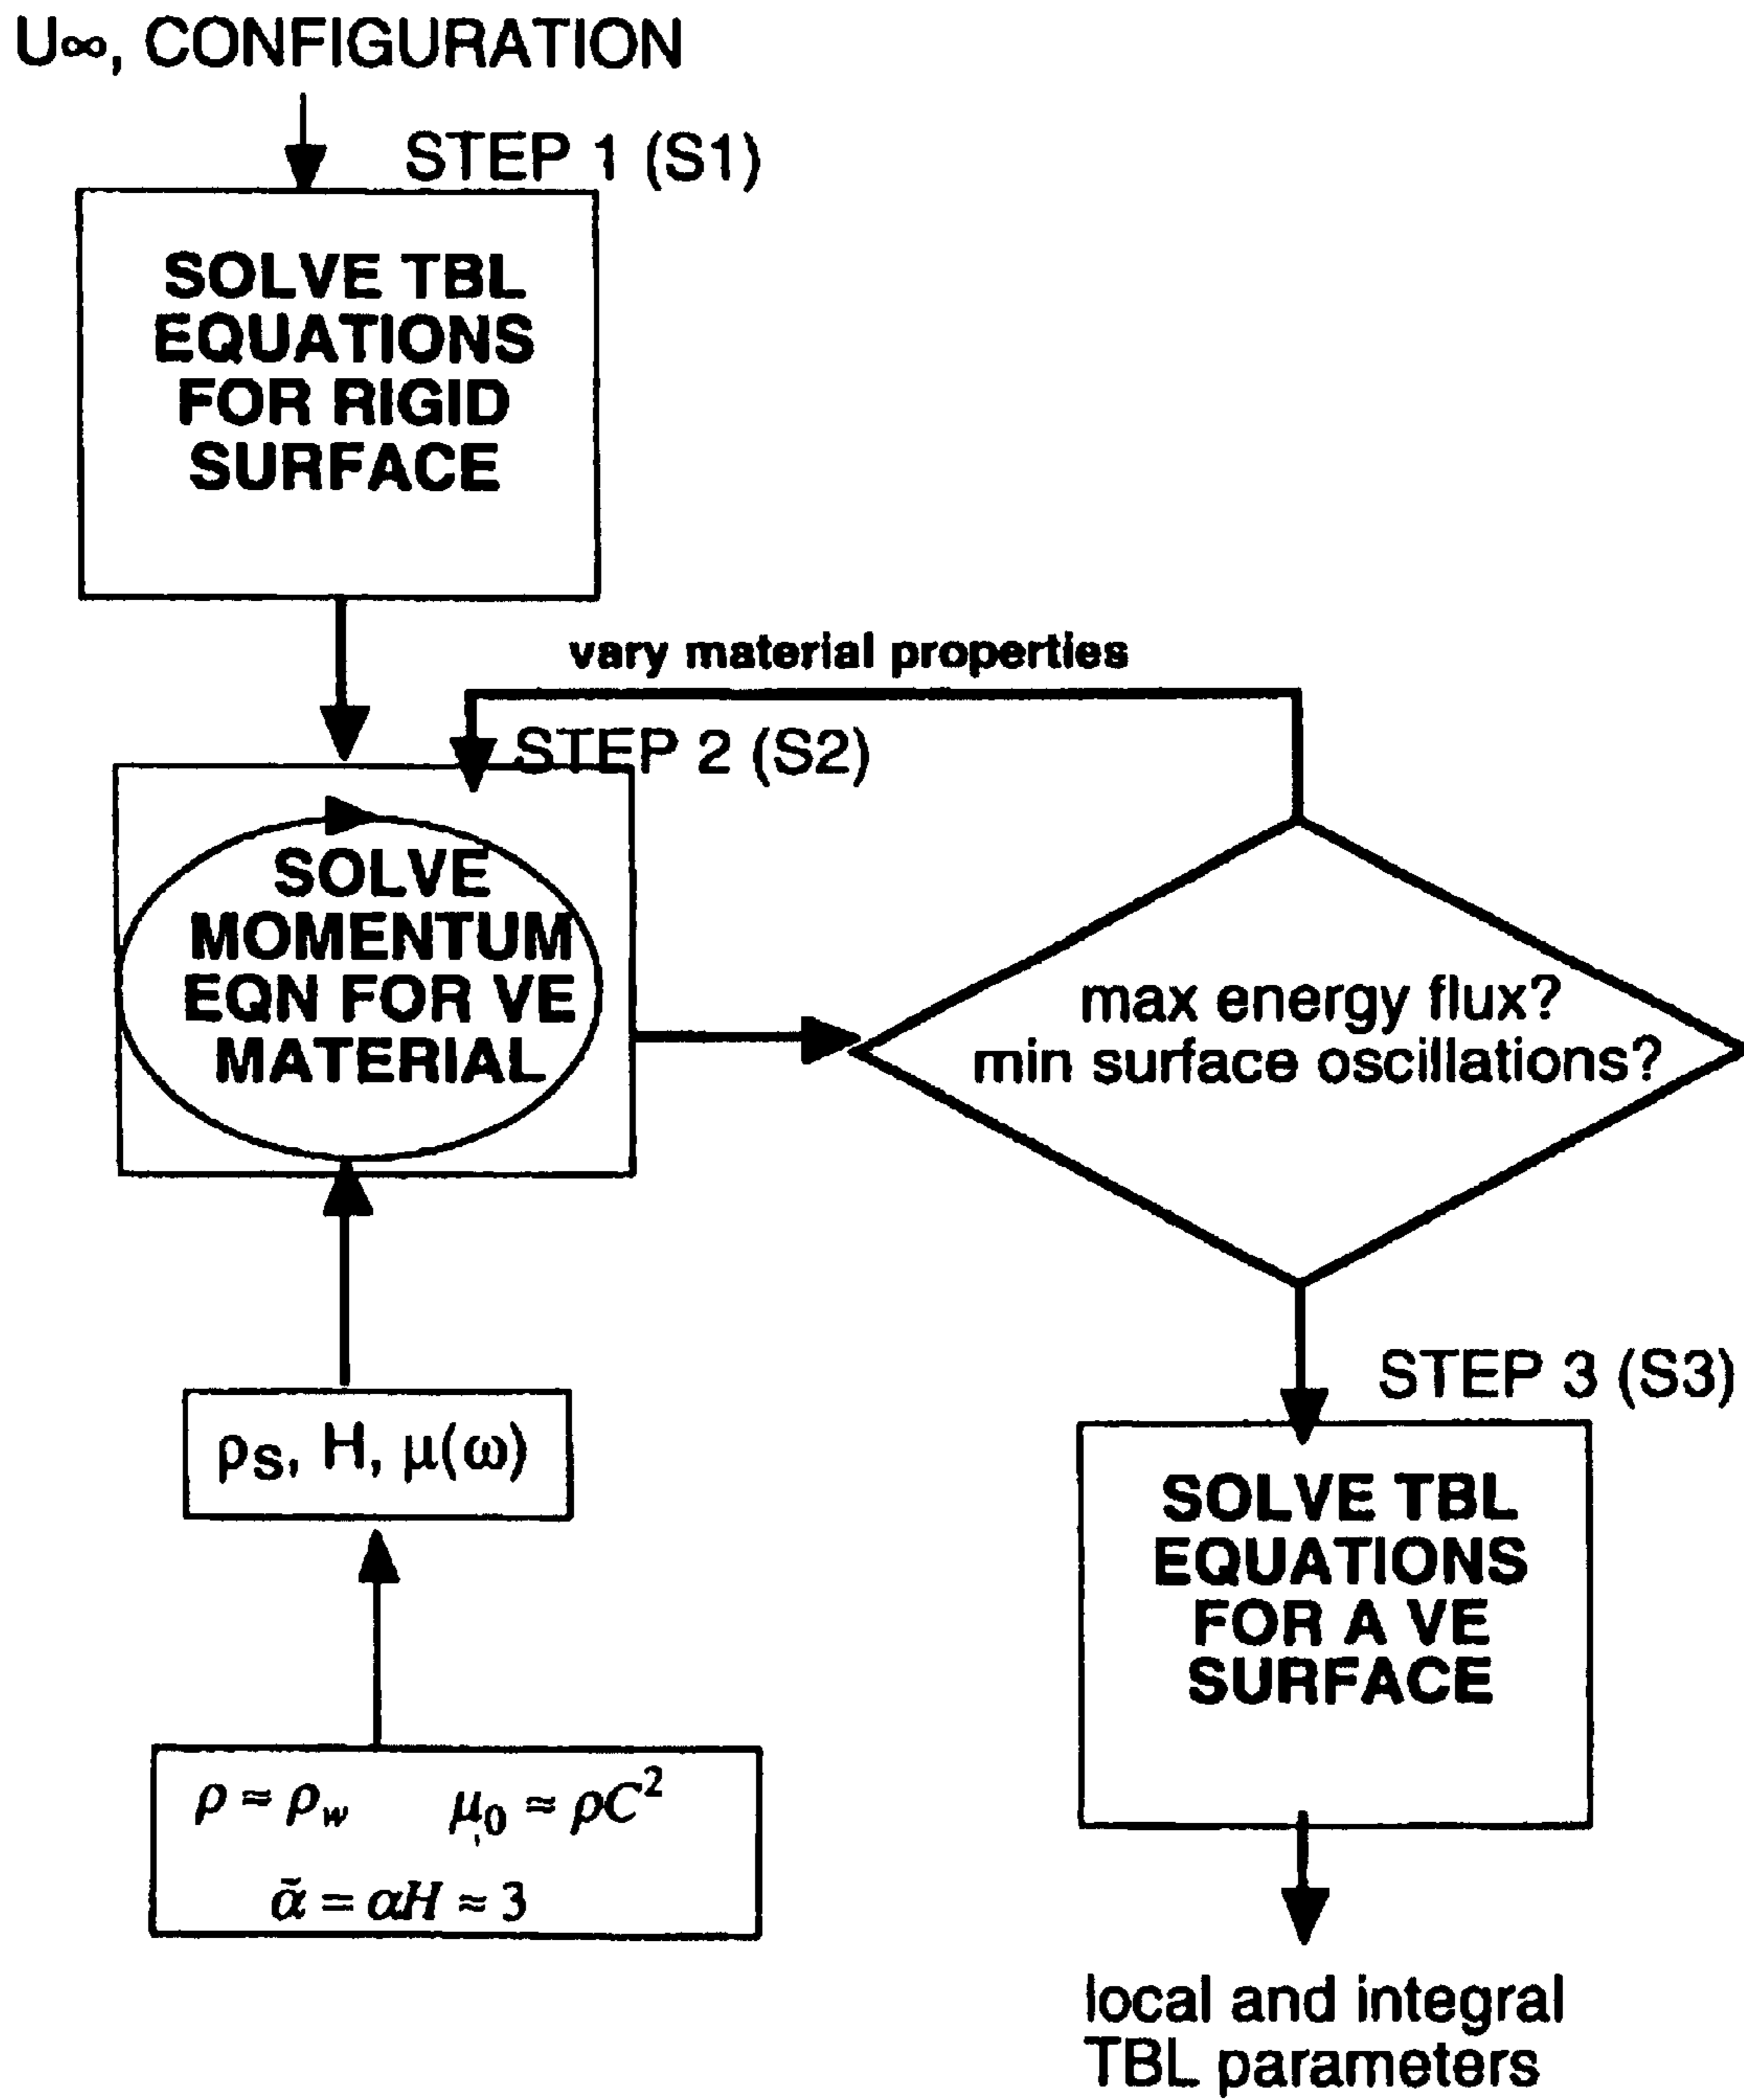 U∞, CONFIGURATION
STEP 1 (S1)
SOLVE TBL
EQUATIONS
FOR RIGID
SURFACE
vary material properties
STEP 2 (S2)
SOLVE
MOMENTUM
EQN FOR VE
MATERIAL
max energy flux?
min surface oscillations?
ρs, H, μ(ω)
ρ ≈ ρw μ0 ≈ ρC²
α̃ = αH ≈ 3
STEP 3 (S3)
SOLVE TBL
EQUATIONS
FOR A VE
SURFACE
local and integral
TBL parameters